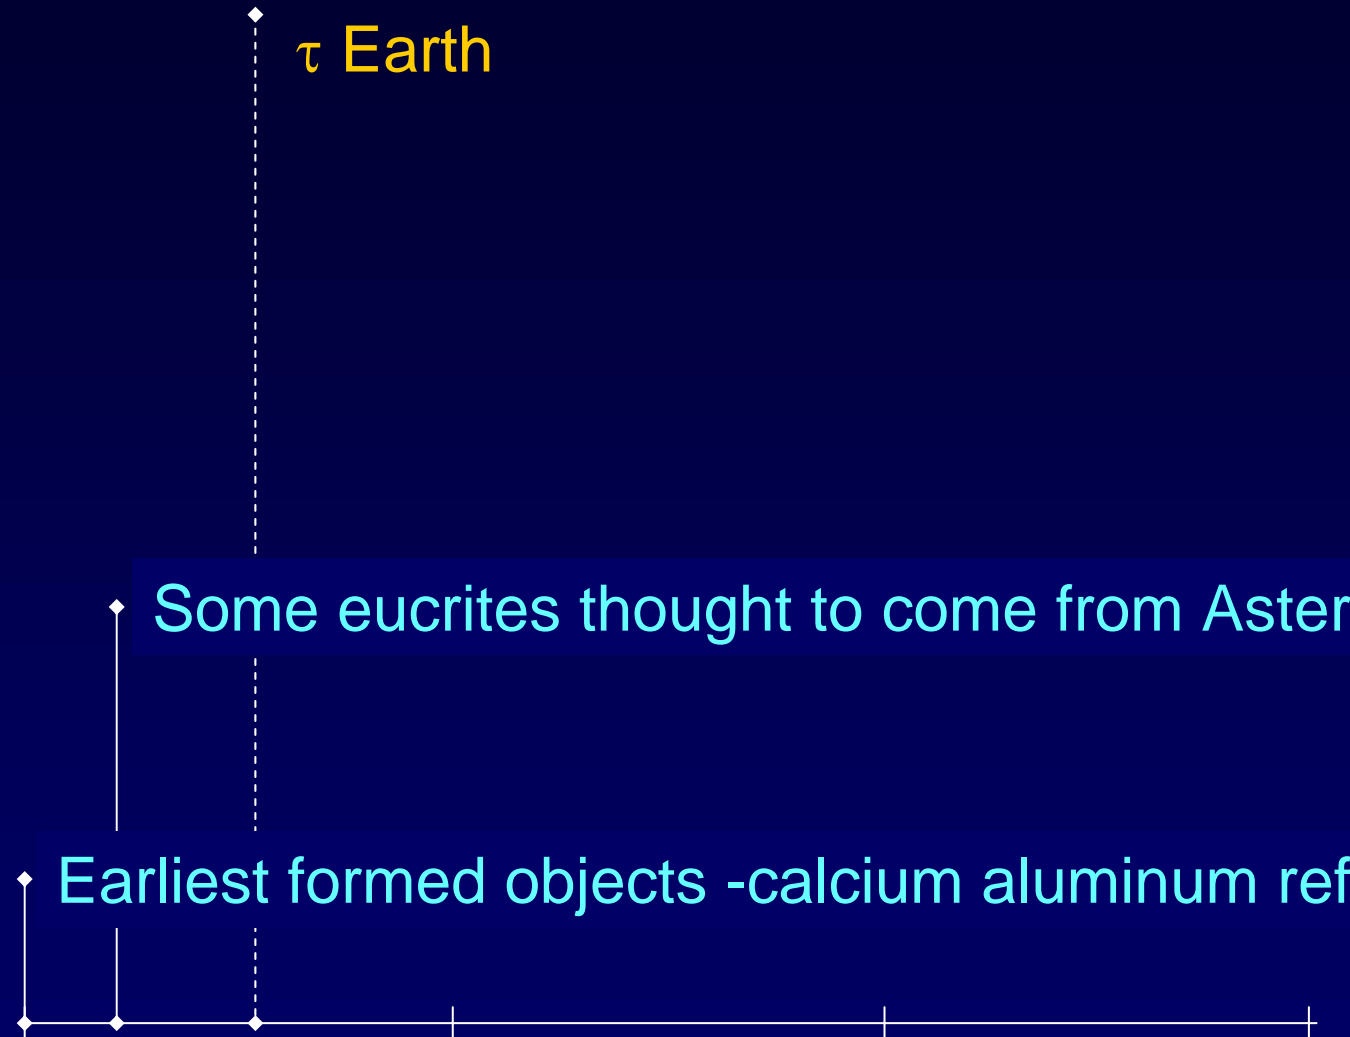 τ Earth
Some eucrites thought to come from Aster
Earliest formed objects -calcium aluminum ref